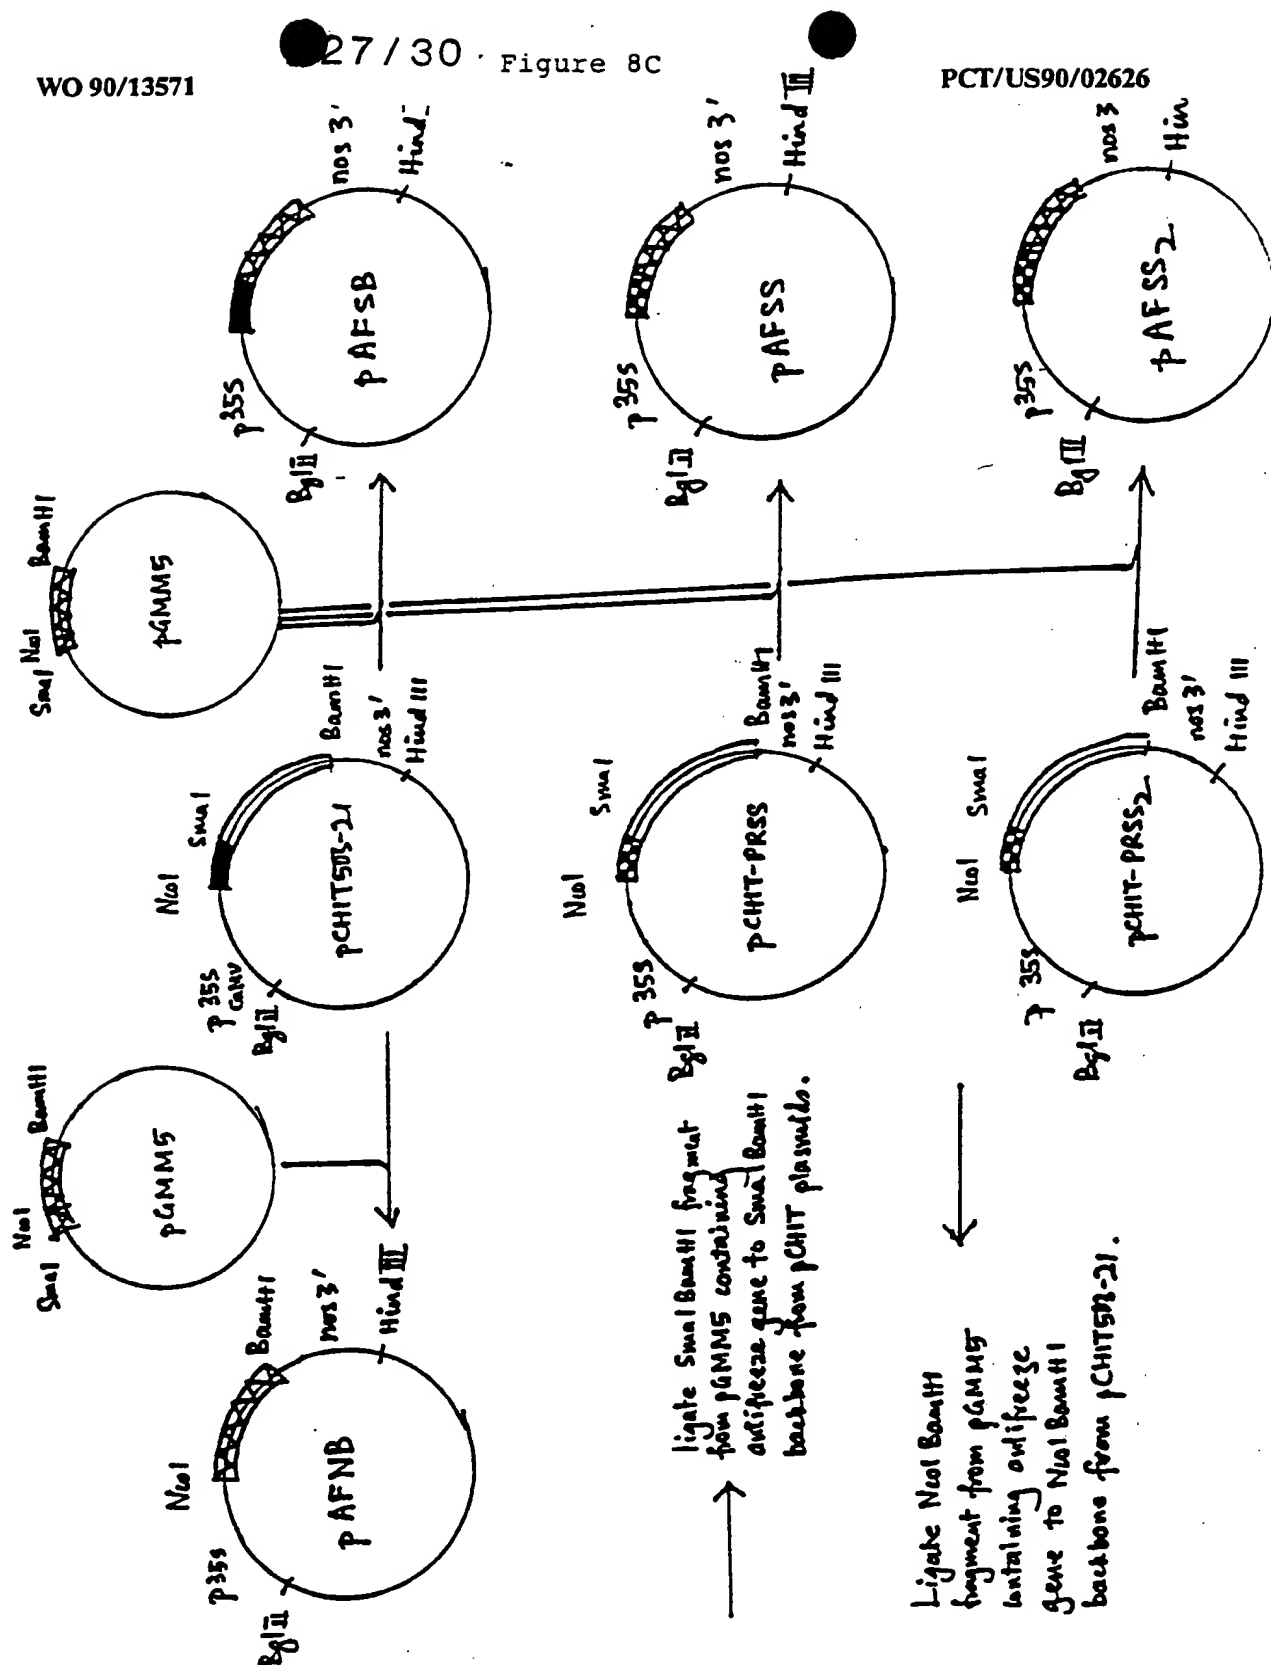 WO 90/13571
27/30
Figure 8C
PCT/US90/02626
SmaI NcoI BamHI
pGMM5
NcoI
BamHI
p35S
nos 3'
BglII
Hind III
pAFNB
SmaI NcoI BamHI
pGMM5
NcoI
SmaI
BamHI
p35S
CaMV
nos 3'
BglII
Hind III
pCHIT503-21
p35S
nos 3'
BglII
Hind
pAFSB
NcoI
SmaI
BamHI
p35S
nos 3'
BglII
Hind III
pCHIT-PRSS
p35S
nos 3'
BglII
Hind III
pAFSS
NcoI
SmaI
BamHI
p35S
nos 3'
BglII
Hind III
pCHIT-PRSS2
p35S
nos 3
BglII
Hin
pAFSS2
ligate SmaI BamHI fragment
from pGMM5 containing
antifreeze gene to SmaI BamHI
backbone from pCHIT plasmids.
Ligate NcoI BamHI
fragment from pGMM5
containing antifreeze
gene to NcoI BamHI
backbone from pCHIT503-21.